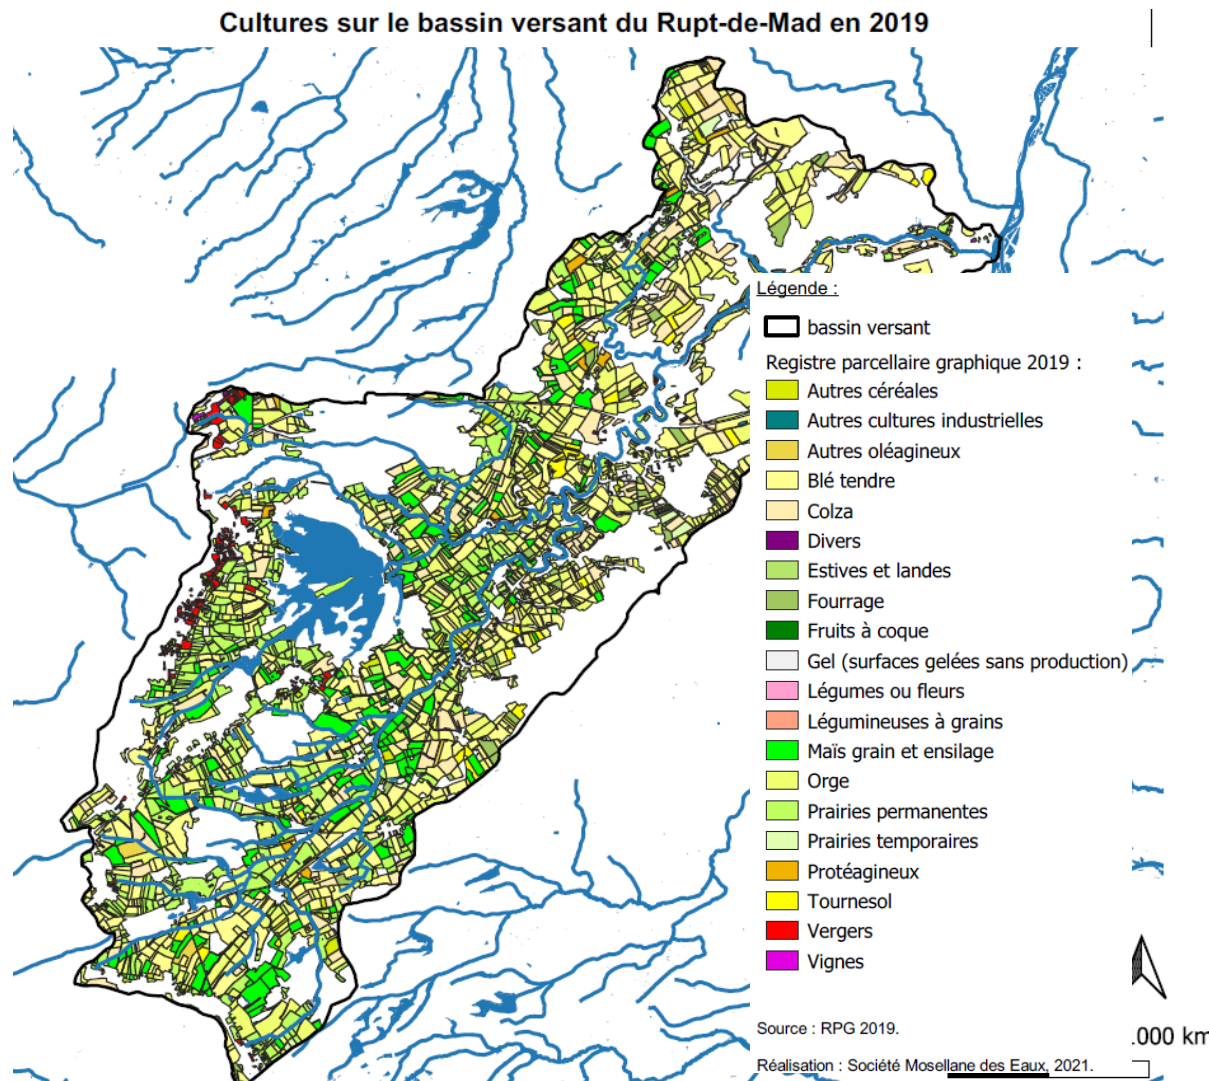 Cultures sur le bassin versant du Rupt-de-Mad en 2019
Légende :
bassin versant
Registre parcellaire graphique 2019 :
Autres céréales
Autres cultures industrielles
Autres oléagineux
Blé tendre
Colza
Divers
Estives et landes
Fourrage
Fruits à coque
Gel (surfaces gelées sans production)
Légumes ou fleurs
Légumineuses à grains
Maïs grain et ensilage
Orge
Prairies permanentes
Prairies temporaires
Protéagineux
Tournesol
Vergers
Vignes
Source : RPG 2019.
.000 km
Réalisation : Société Mosellane des Eaux, 2021.